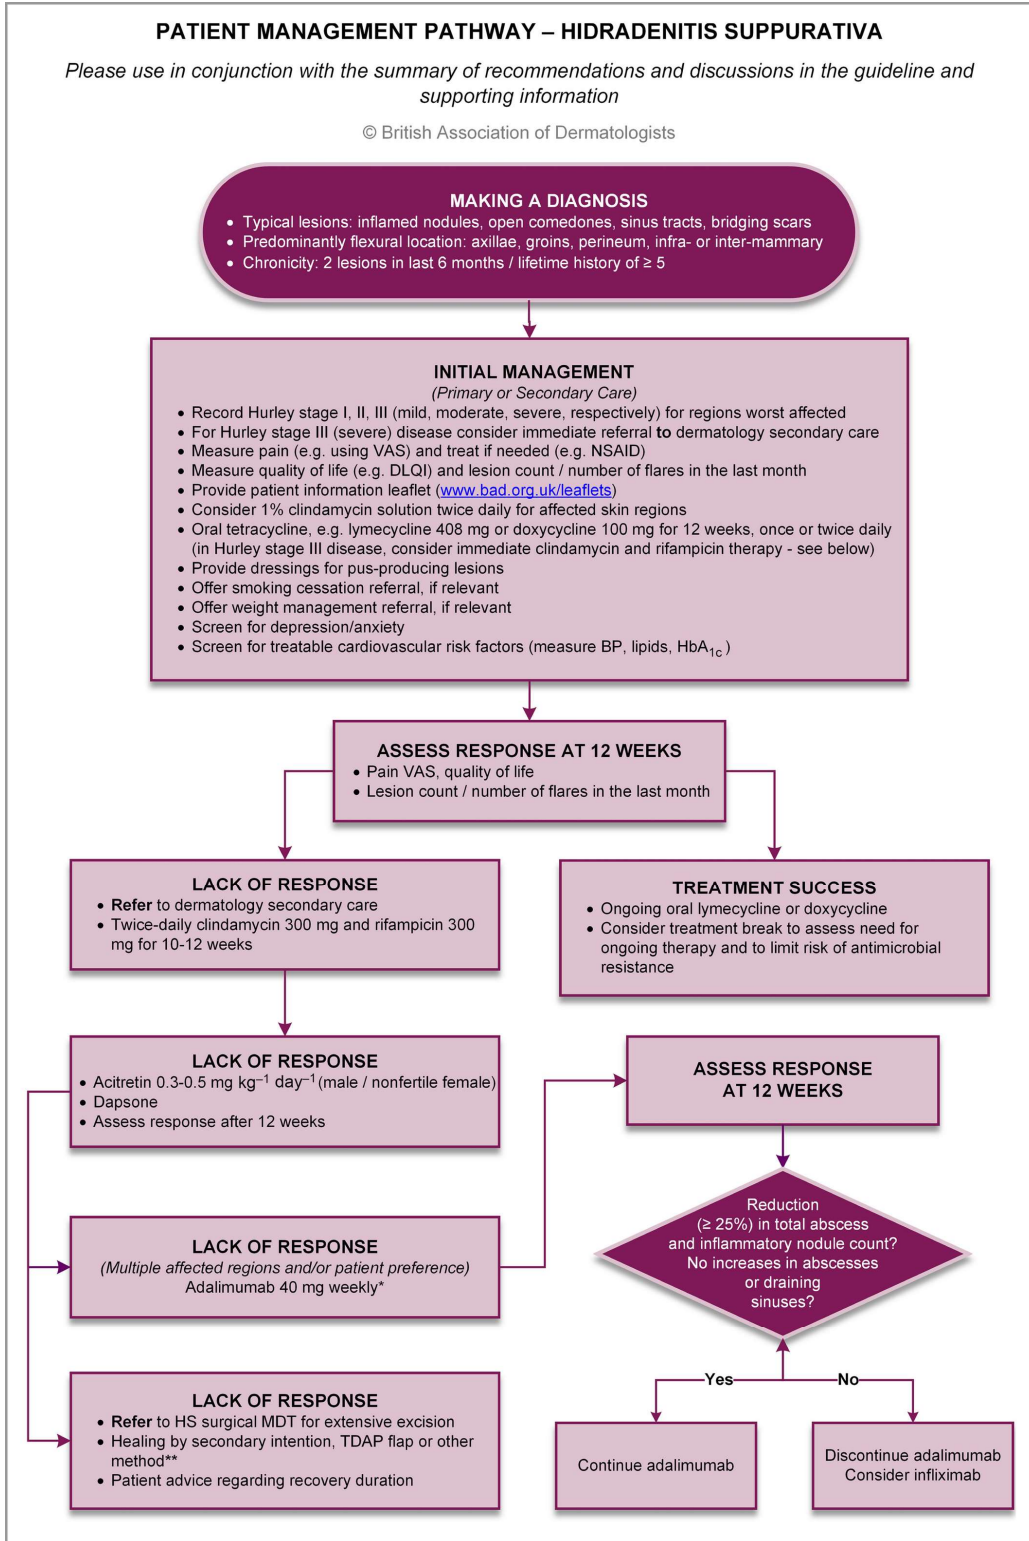 PATIENT MANAGEMENT PATHWAY – HIDRADENITIS SUPPURATIVA
Please use in conjunction with the summary of recommendations and discussions in the guideline and
supporting information
© British Association of Dermatologists
MAKING A DIAGNOSIS
• Typical lesions: inflamed nodules, open comedones, sinus tracts, bridging scars
• Predominantly flexural location: axillae, groins, perineum, infra- or inter-mammary
• Chronicity: 2 lesions in last 6 months / lifetime history of ≥ 5
INITIAL MANAGEMENT
(Primary or Secondary Care)
• Record Hurley stage I, II, III (mild, moderate, severe, respectively) for regions worst affected
• For Hurley stage III (severe) disease consider immediate referral to dermatology secondary care
• Measure pain (e.g. using VAS) and treat if needed (e.g. NSAID)
• Measure quality of life (e.g. DLQI) and lesion count / number of flares in the last month
• Provide patient information leaflet (www.bad.org.uk/leaflets)
• Consider 1% clindamycin solution twice daily for affected skin regions
• Oral tetracycline, e.g. lymecycline 408 mg or doxycycline 100 mg for 12 weeks, once or twice daily
(in Hurley stage III disease, consider immediate clindamycin and rifampicin therapy - see below)
• Provide dressings for pus-producing lesions
• Offer smoking cessation referral, if relevant
• Offer weight management referral, if relevant
• Screen for depression/anxiety
• Screen for treatable cardiovascular risk factors (measure BP, lipids, HbA1c )
ASSESS RESPONSE AT 12 WEEKS
• Pain VAS, quality of life
• Lesion count / number of flares in the last month
LACK OF RESPONSE
• Refer to dermatology secondary care
• Twice-daily clindamycin 300 mg and rifampicin 300
mg for 10-12 weeks
TREATMENT SUCCESS
• Ongoing oral lymecycline or doxycycline
• Consider treatment break to assess need for
ongoing therapy and to limit risk of antimicrobial
resistance
LACK OF RESPONSE
• Acitretin 0.3-0.5 mg kg⁻¹ day⁻¹ (male / nonfertile female)
• Dapsone
• Assess response after 12 weeks
ASSESS RESPONSE
AT 12 WEEKS
LACK OF RESPONSE
(Multiple affected regions and/or patient preference)
Adalimumab 40 mg weekly*
Reduction
(≥ 25%) in total abscess
and inflammatory nodule count?
No increases in abscesses
or draining
sinuses?
LACK OF RESPONSE
• Refer to HS surgical MDT for extensive excision
• Healing by secondary intention, TDAP flap or other
method**
• Patient advice regarding recovery duration
Yes
No
Continue adalimumab
Discontinue adalimumab
Consider infliximab